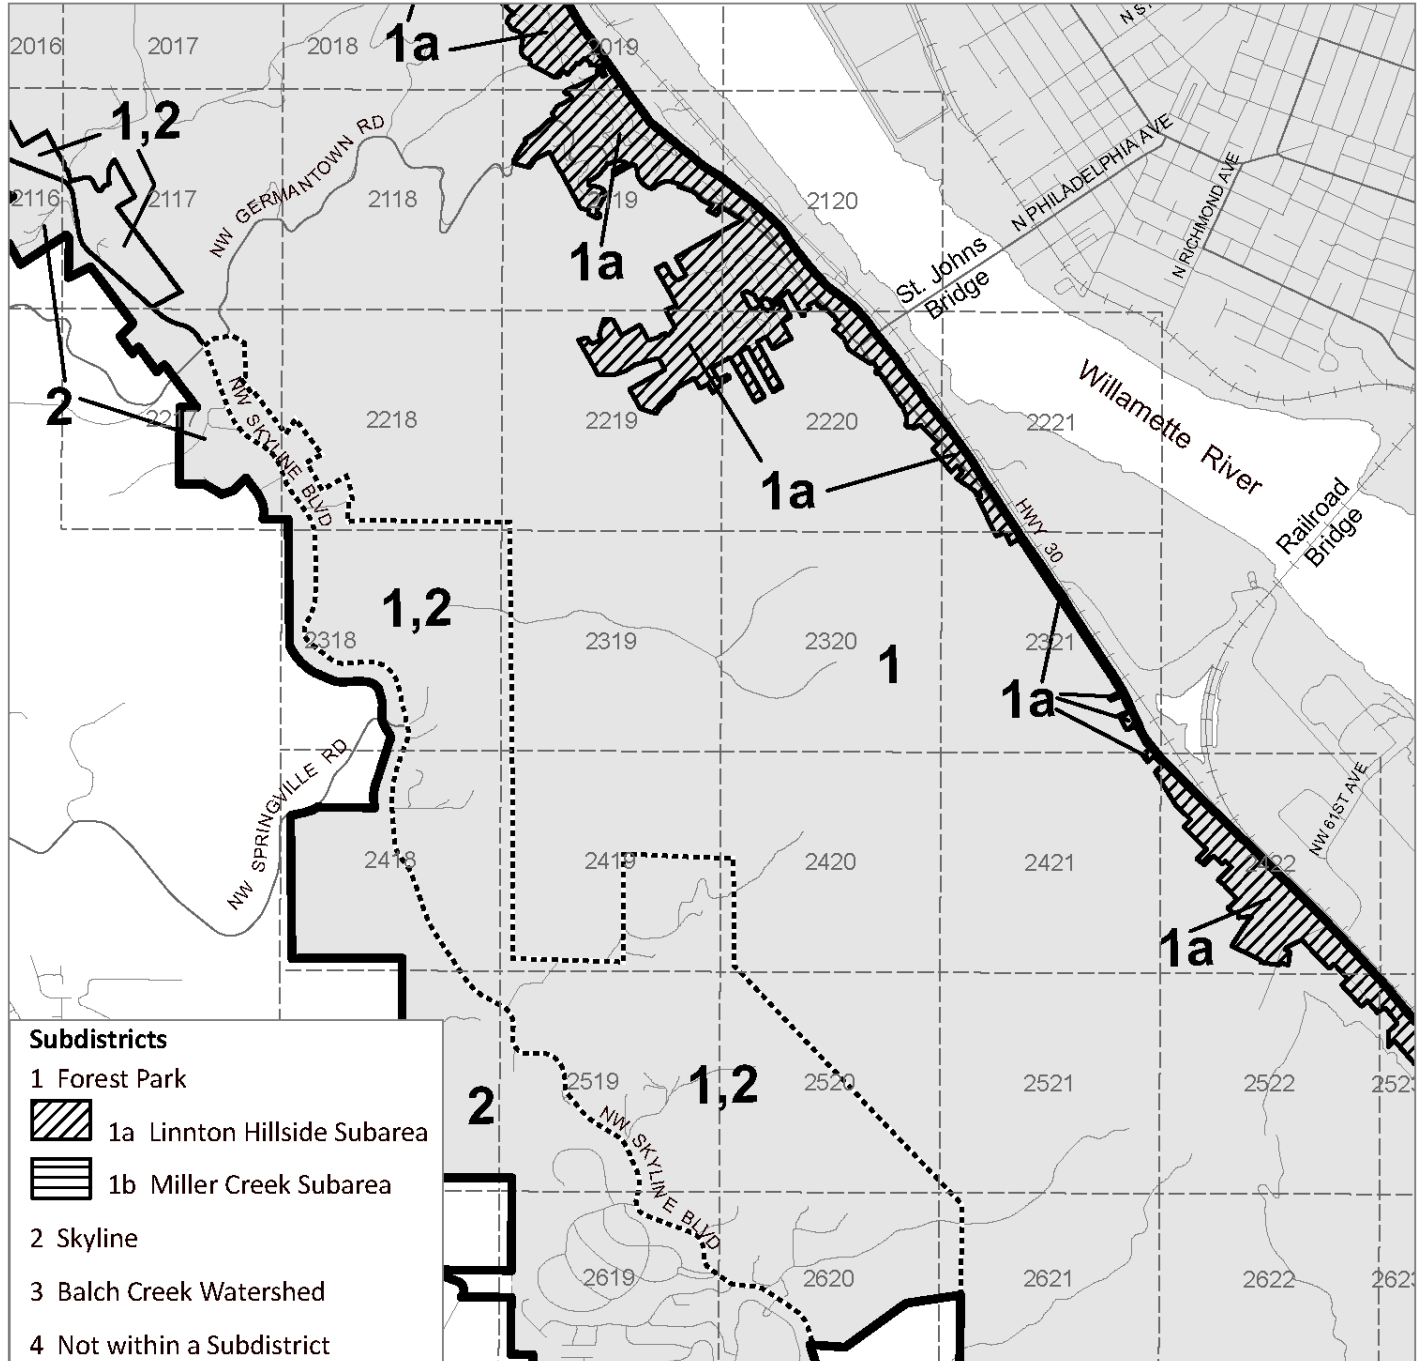 2016
2017
2018
1a
2019
N ST
1,2
NW GERMANTOWN RD
N PHILADELPHIA AVE
N RICHMOND AVE
2116
2117
2118
2119
2120
1a
St. Johns
Bridge
Willamette River
2
2217
NW SKYLINE BLVD
2218
2219
2220
2221
1a
HWY 30
Railroad
Bridge
1,2
2318
2319
2320
1
2321
1a
NW SPRINGVILLE RD
NW 61ST AVE
2418
2419
2420
2421
2422
1a
Subdistricts
1 Forest Park
1a Linnton Hillside Subarea
1b Miller Creek Subarea
2 Skyline
3 Balch Creek Watershed
4 Not within a Subdistrict
2
2519
1,2
2520
2521
2522
2523
NW SKYLINE BLVD
2619
2620
2621
2622